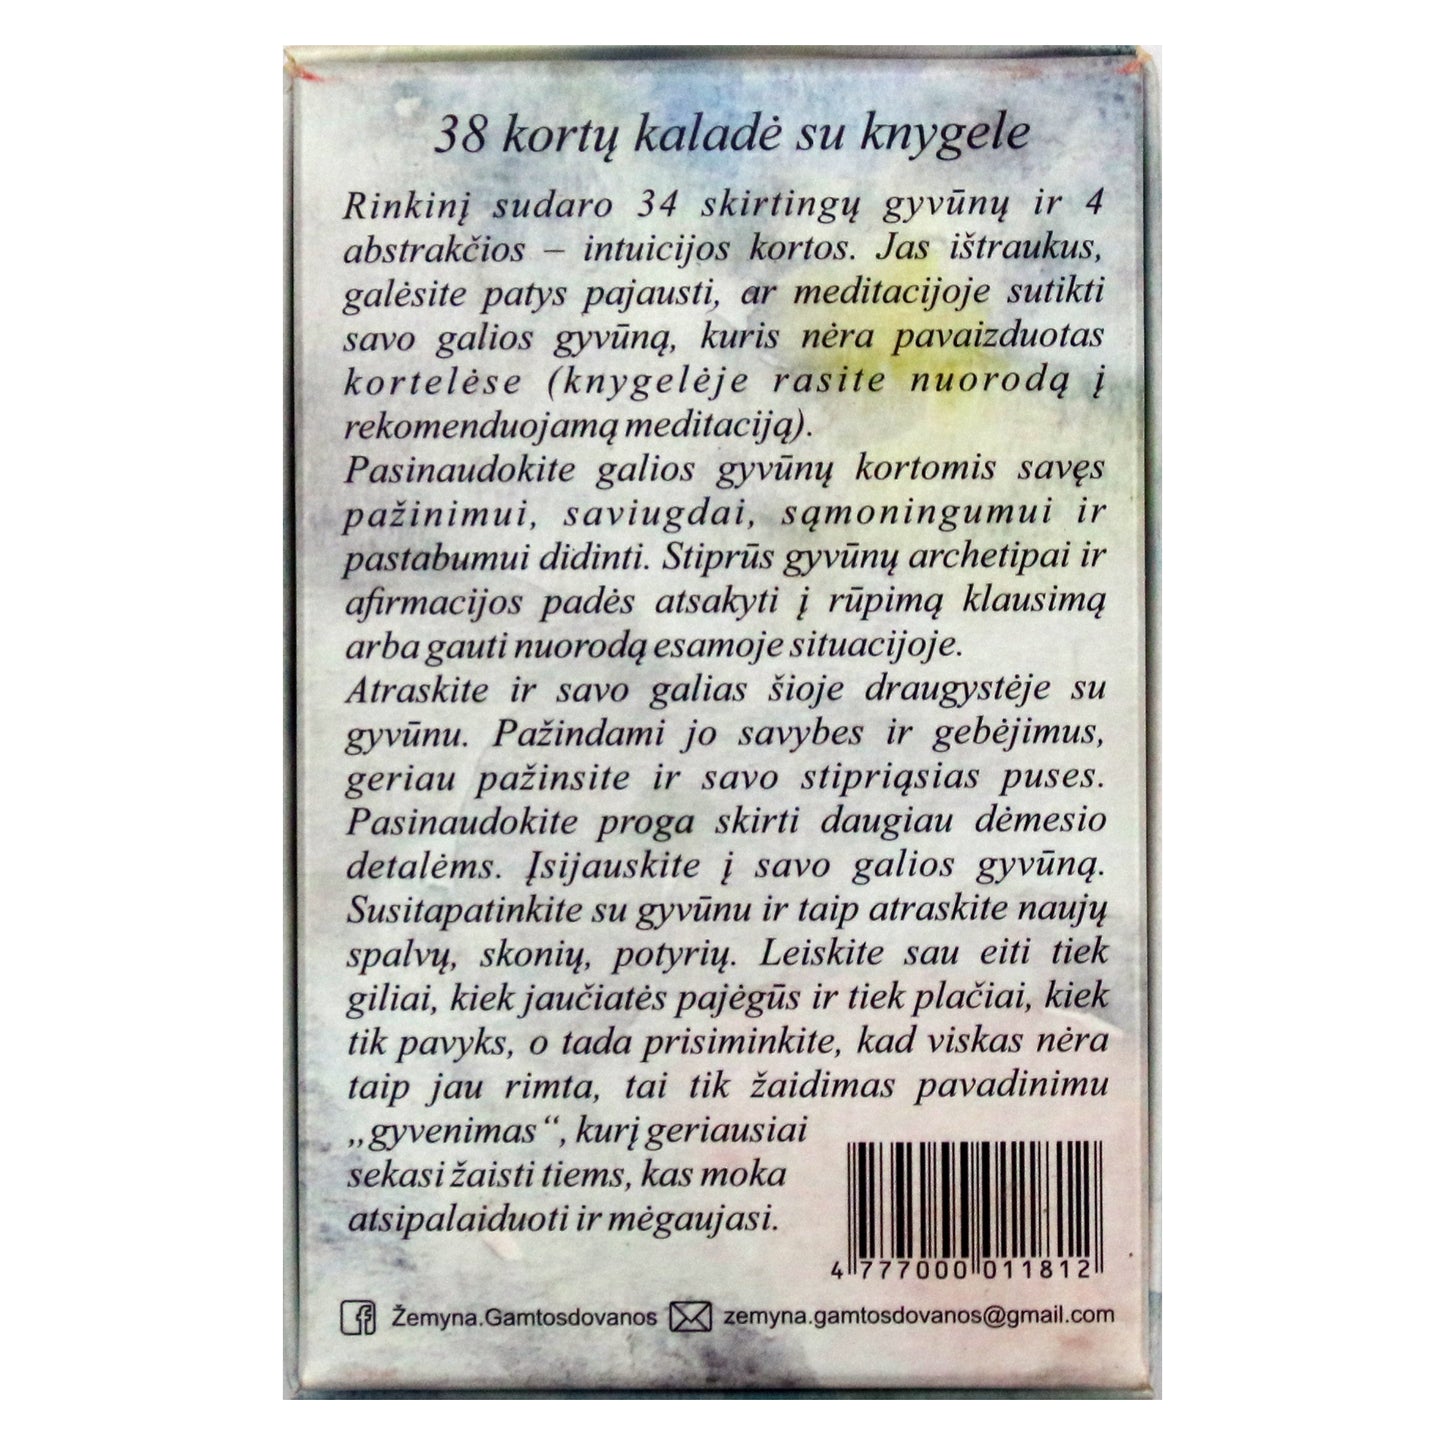 38 kortų kaladė su knygele
Rinkinį sudaro 34 skirtingų gyvūnų ir 4
abstrakčios – intuicijos kortos. Jas ištraukus,
galėsite patys pajausti, ar meditacijoje sutikti
savo galios gyvūną, kuris nėra pavaizduotas
kortelėse (knygelėje rasite nuorodą į
rekomenduojamą meditaciją).
Pasinaudokite galios gyvūnų kortomis savęs
pažinimui, saviugdai, sąmoningumui ir
pastabumui didinti. Stiprūs gyvūnų archetipai ir
afirmacijos padės atsakyti į rūpimą klausimą
arba gauti nuorodą esamoje situacijoje.
Atraskite ir savo galias šioje draugystėje su
gyvūnu. Pažindami jo savybes ir gebėjimus,
geriau pažinsite ir savo stipriąsias puses.
Pasinaudokite proga skirti daugiau dėmesio
detalėms. Įsijauskite į savo galios gyvūną.
Susitapatinkite su gyvūnu ir taip atraskite naujų
spalvų, skonių, potyrių. Leiskite sau eiti tiek
giliai, kiek jaučiatės pajėgūs ir tiek plačiai, kiek
tik pavyks, o tada prisiminkite, kad viskas nėra
taip jau rimta, tai tik žaidimas pavadinimu
„gyvenimas“, kurį geriausiai
sekasi žaisti tiems, kas moka
atsipalaiduoti ir mėgaujasi.
4 777000 011812
Žemyna.Gamtosdovanos zemyna.gamtosdovanos@gmail.com